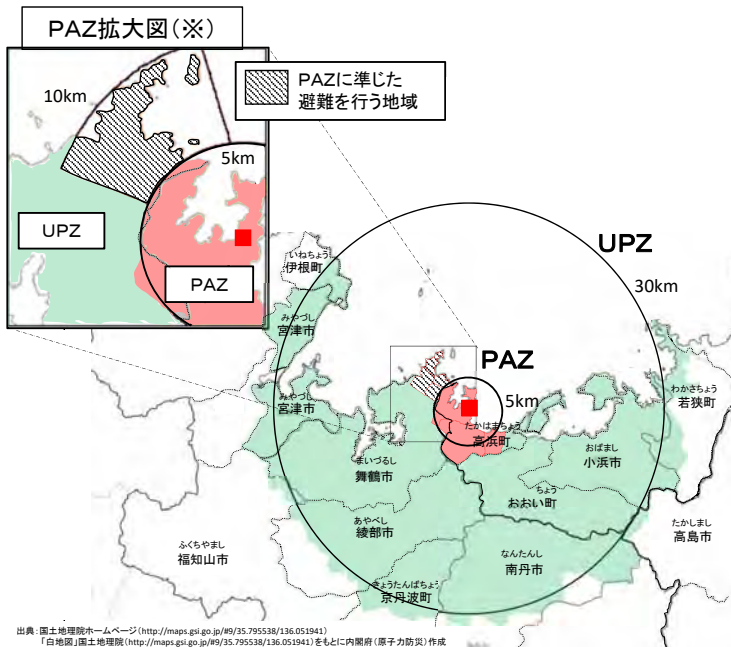 PAZ拡大図(※)
PAZに準じた
避難を行う地域
10km
5km
UPZ
PAZ
UPZ
30km
PAZ
5km
いねちょう
伊根町
みやづし
宮津市
みやづし
宮津市
わかさちょう
若狭町
たかはまちょう
高浜町
おばまし
小浜市
まいづるし
舞鶴市
ちょう
おおい町
あやべし
綾部市
たかしまし
高島市
ふくちやまし
福知山市
なんたんし
南丹市
きょうたんばちょう
京丹波町
出典:国土地理院ホームページ(http://maps.gsi.go.jp/#9/35.795538/136.051941)
「白地図」国土地理院(http://maps.gsi.go.jp/#9/35.795538/136.051941)をもとに内閣府(原子力防災)作成